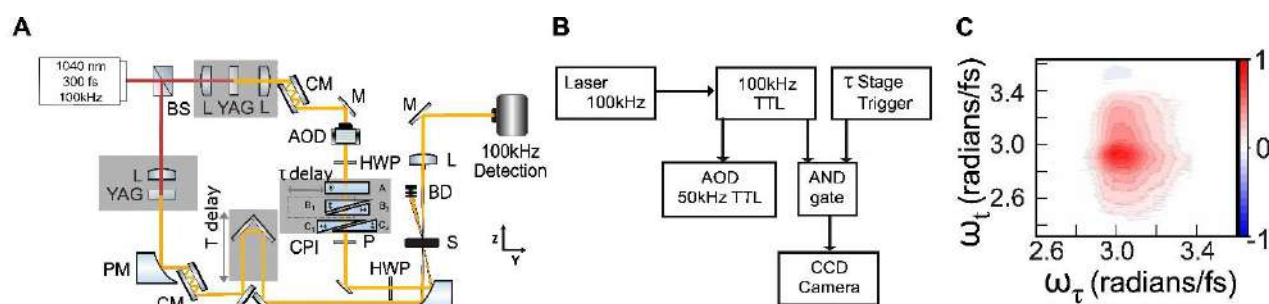 A
1040 nm
300 fs
100kHz
BS
L YAG L
CM
M
AOD
HWP
τ delay
A
B₁
B₂
C₁
C₂
CPI
P
HWP
L
YAG
T delay
PM
CM
M
100kHz
Detection
L
BD
S
Z
Y
B
Laser
100kHz
100kHz
TTL
τ Stage
Trigger
AOD
50kHz TTL
AND
gate
CCD
Camera
C
ωt (radians/fs)
3.4
3.0
2.6
2.6 3.0 3.4
ωτ (radians/fs)
1
0
-1